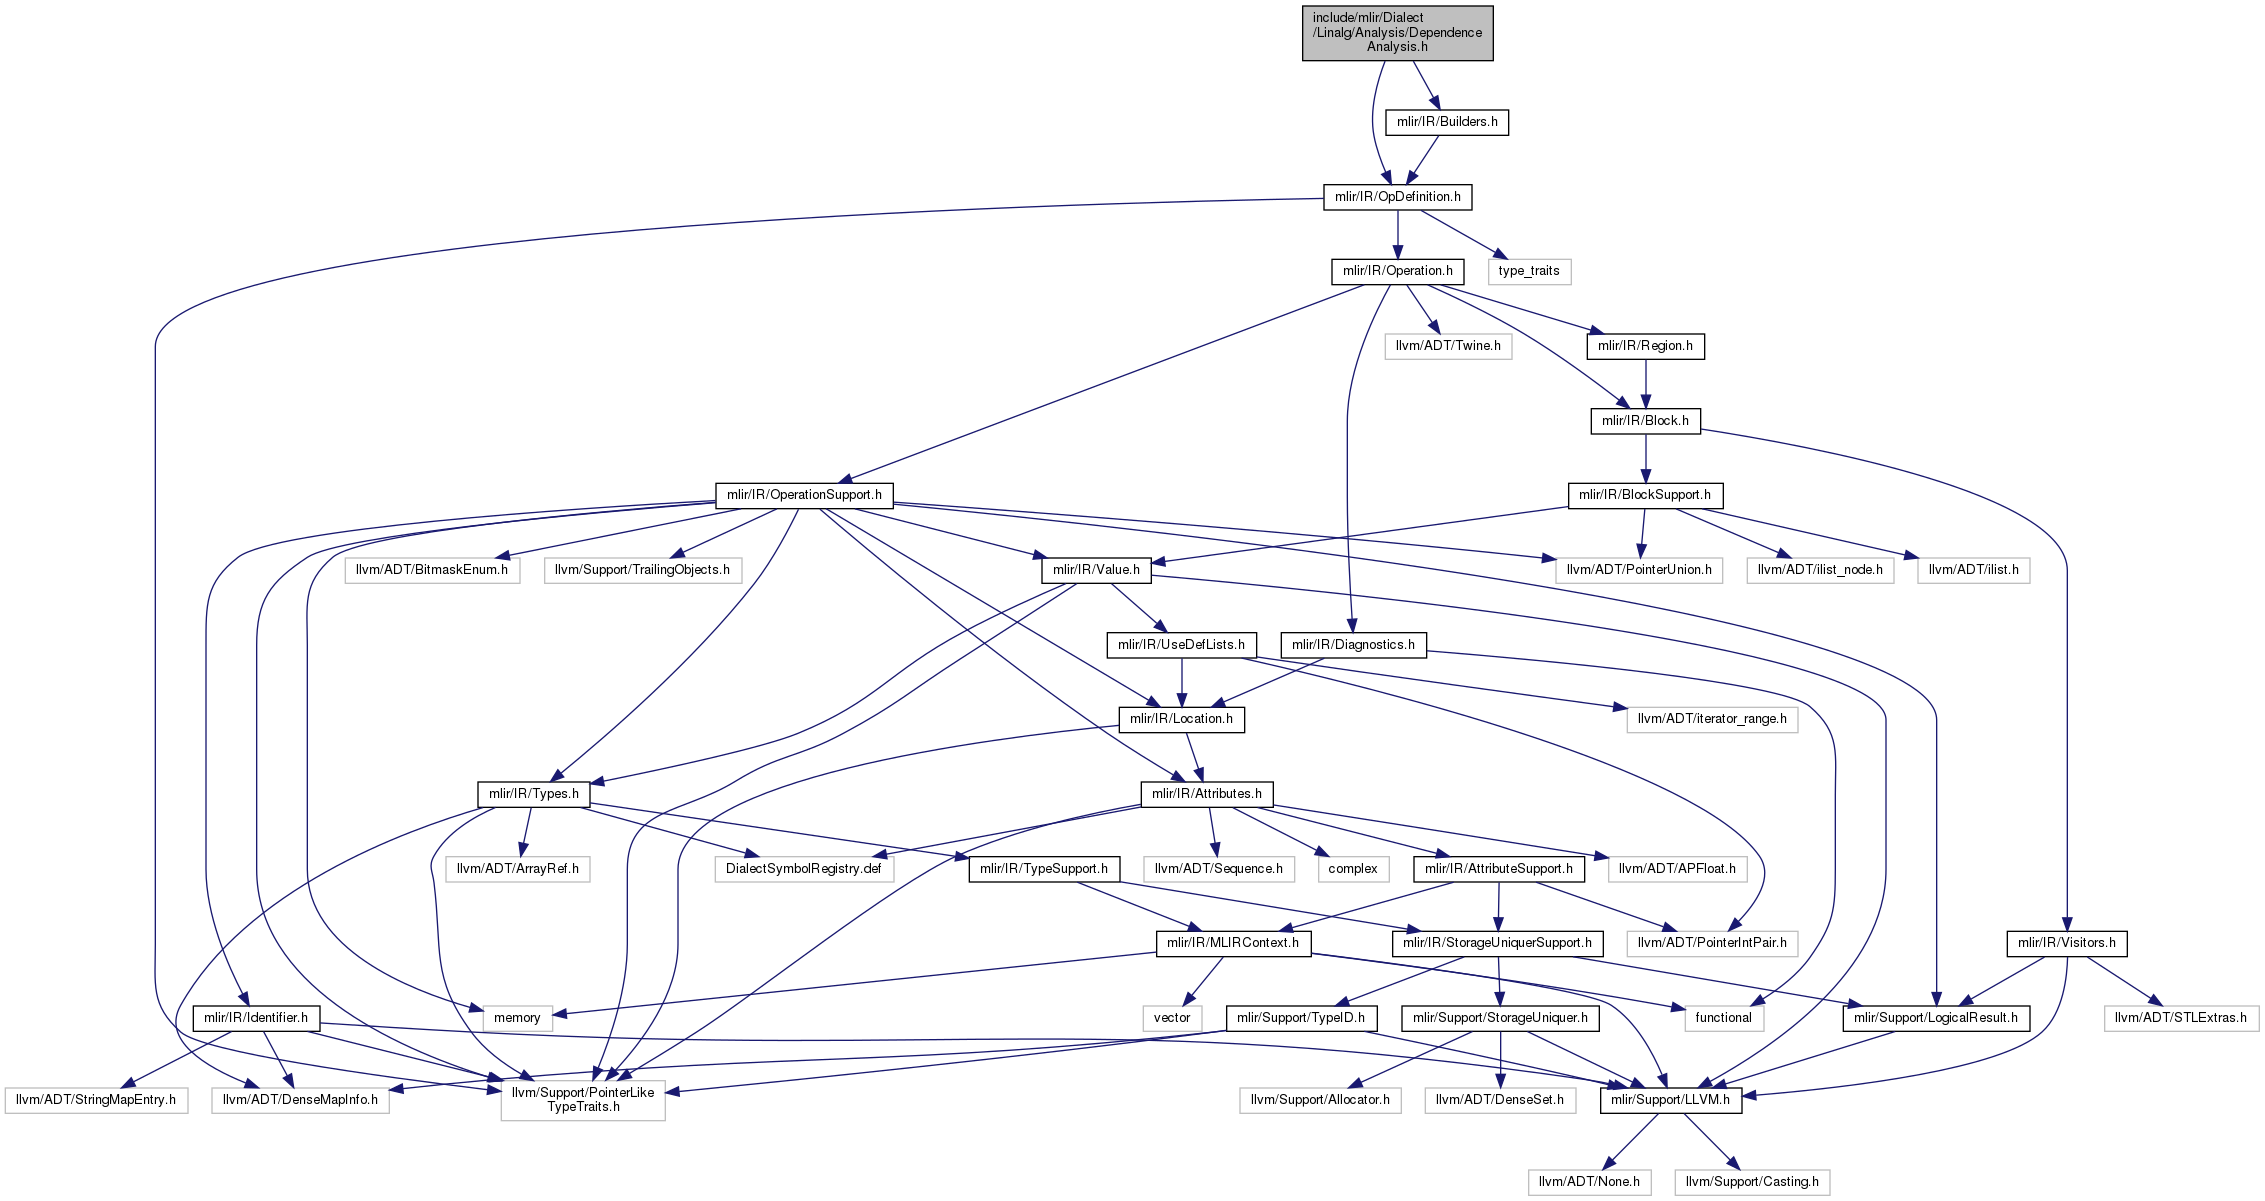 include/mlir/Dialect
/Linalg/Analysis/Dependence
Analysis.h
mlir/IR/Builders.h
mlir/IR/OpDefinition.h
mlir/IR/Operation.h
type_traits
llvm/ADT/Twine.h
mlir/IR/Region.h
mlir/IR/Block.h
mlir/IR/OperationSupport.h
mlir/IR/BlockSupport.h
llvm/ADT/BitmaskEnum.h
llvm/Support/TrailingObjects.h
mlir/IR/Value.h
llvm/ADT/PointerUnion.h
llvm/ADT/ilist_node.h
llvm/ADT/ilist.h
mlir/IR/UseDefLists.h
mlir/IR/Diagnostics.h
mlir/IR/Location.h
llvm/ADT/iterator_range.h
mlir/IR/Types.h
mlir/IR/Attributes.h
llvm/ADT/ArrayRef.h
DialectSymbolRegistry.def
mlir/IR/TypeSupport.h
llvm/ADT/Sequence.h
complex
mlir/IR/AttributeSupport.h
llvm/ADT/APFloat.h
mlir/IR/MLIRContext.h
mlir/IR/StorageUniquerSupport.h
llvm/ADT/PointerIntPair.h
mlir/IR/Visitors.h
mlir/IR/Identifier.h
memory
vector
mlir/Support/TypeID.h
mlir/Support/StorageUniquer.h
functional
mlir/Support/LogicalResult.h
llvm/ADT/STLExtras.h
llvm/ADT/StringMapEntry.h
llvm/ADT/DenseMapInfo.h
llvm/Support/PointerLike
TypeTraits.h
llvm/Support/Allocator.h
llvm/ADT/DenseSet.h
mlir/Support/LLVM.h
llvm/ADT/None.h
llvm/Support/Casting.h